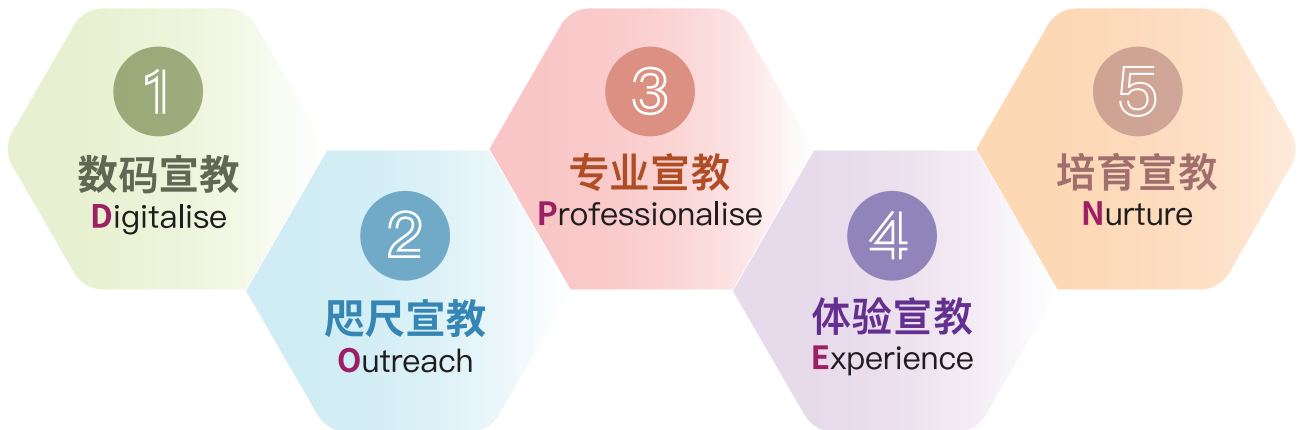 1
数码宣教
Digitalise
2
咫尺宣教
Outreach
3
专业宣教
Professionalise
4
体验宣教
Experience
5
培育宣教
Nurture